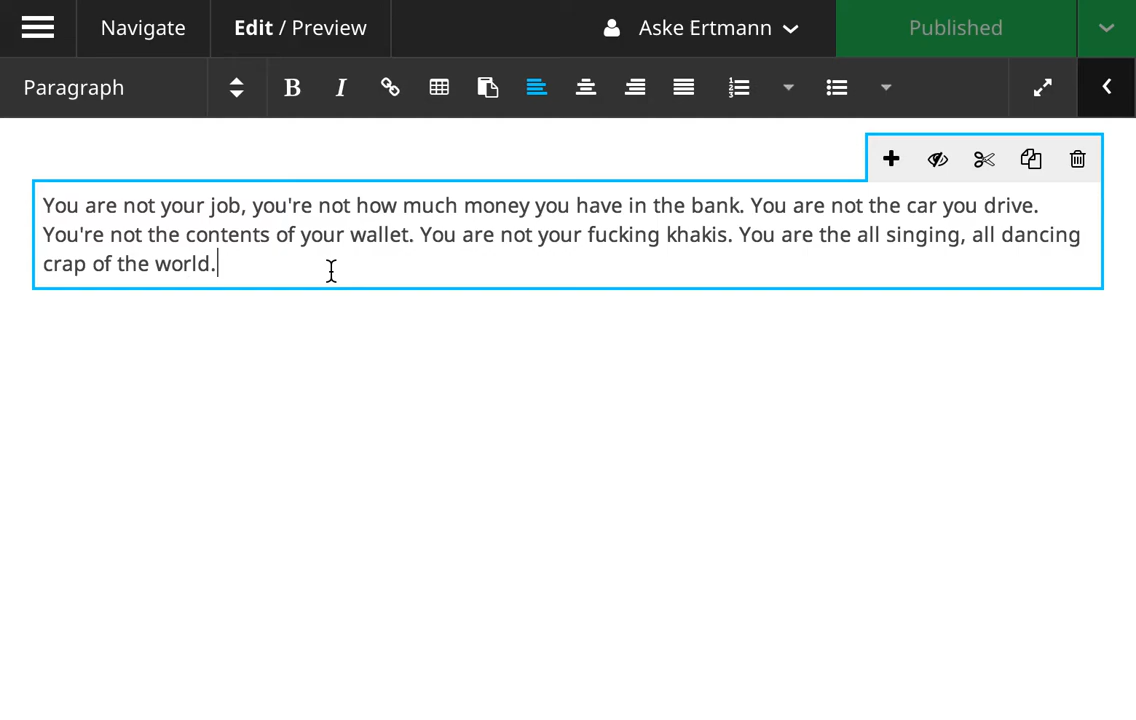 Navigate
Edit / Preview
Aske Ertmann
Published
Paragraph
B
I
You are not your job, you're not how much money you have in the bank. You are not the car you drive.
You're not the contents of your wallet. You are not your fucking khakis. You are the all singing, all dancing
crap of the world.